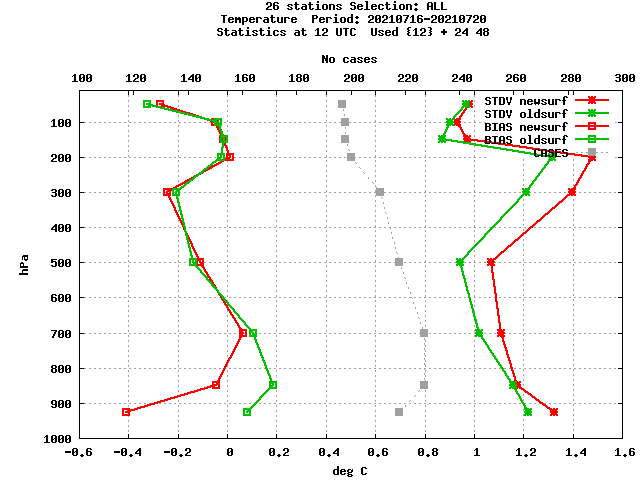 26 stations Selection: ALL
Temperature Period: 20210716-20210720
Statistics at 12 UTC Used {12} + 24 48
No cases
100 120 140 160 180 200 220 240 260 280 300
STDV newsurf
STDV oldsurf
BIAS newsurf
BIAS oldsurf
CASES
100
200
300
400
500
600
700
800
900
1000
hPa
-0.6 -0.4 -0.2 0 0.2 0.4 0.6 0.8 1 1.2 1.4 1.6
deg C